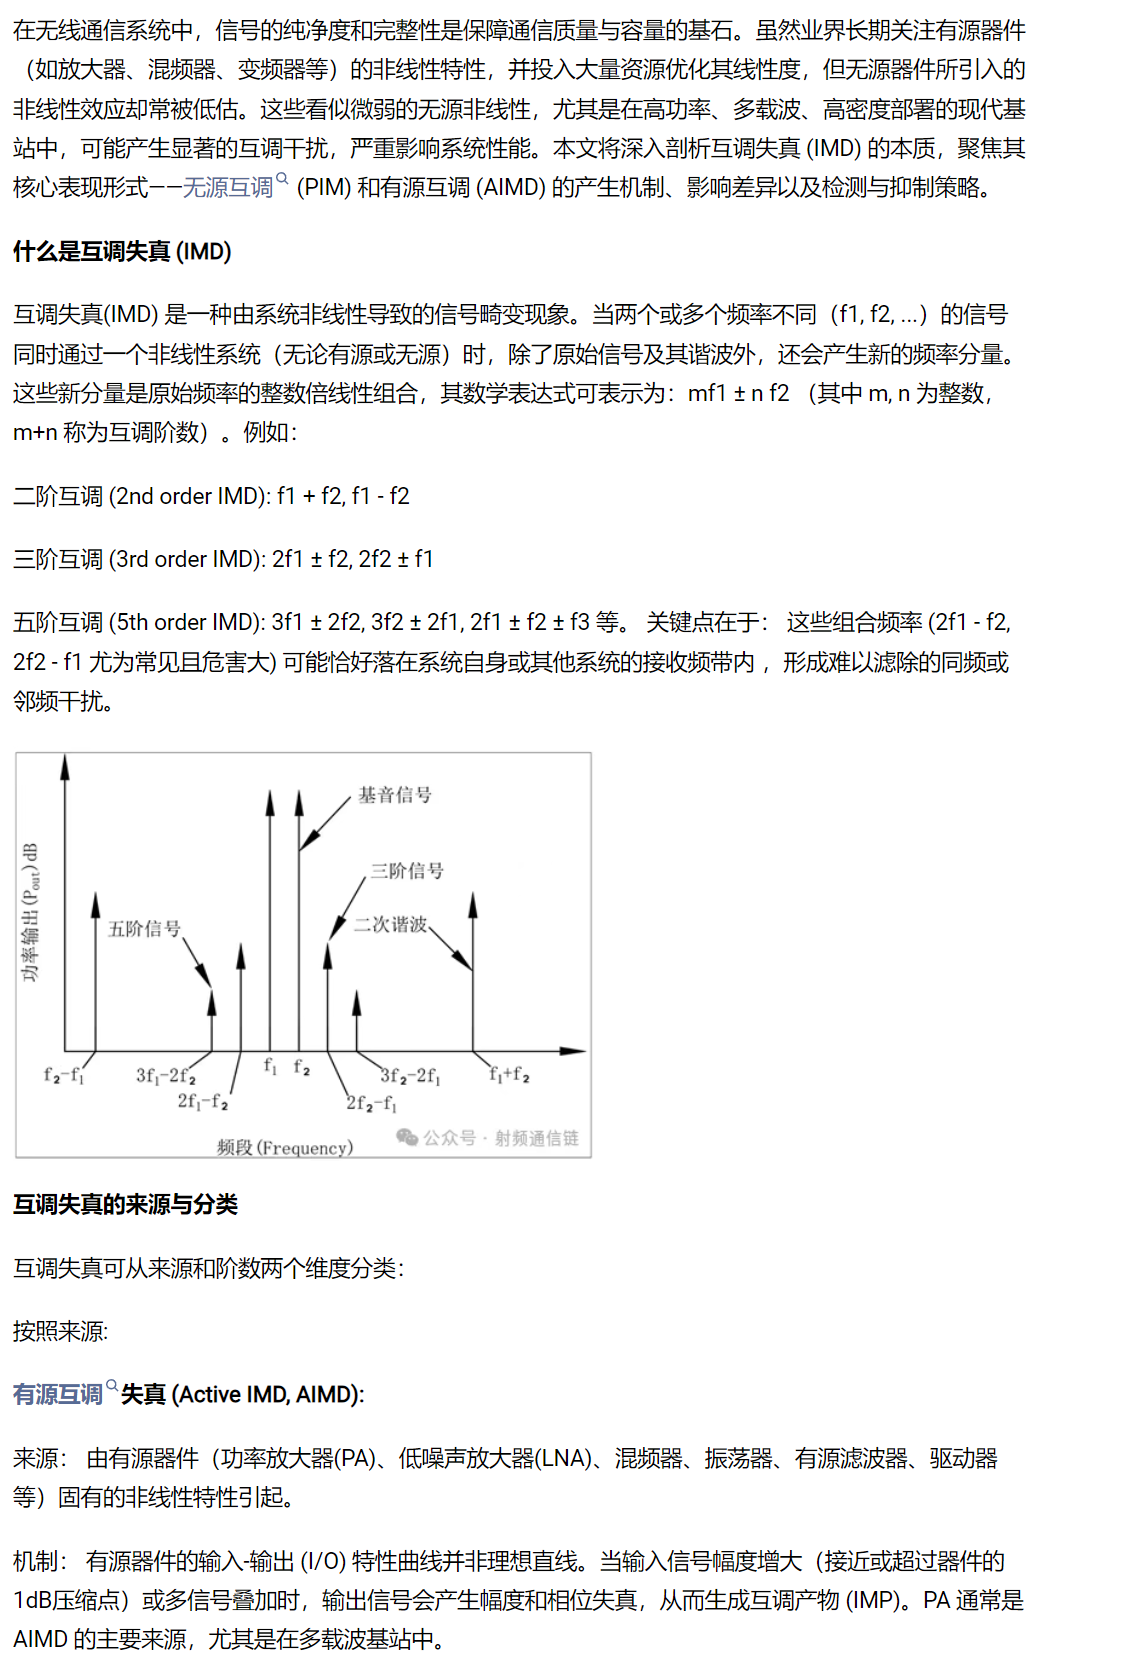 在无线通信系统中，信号的纯净度和完整性是保障通信质量与容量的基石。虽然业界长期关注有源器件
（如放大器、混频器、变频器等）的非线性特性，并投入大量资源优化其线性度，但无源器件所引入的
非线性效应却常被低估。这些看似微弱的无源非线性，尤其是在高功率、多载波、高密度部署的现代基
站中，可能产生显著的互调干扰，严重影响系统性能。本文将深入剖析互调失真 (IMD) 的本质，聚焦其
核心表现形式——无源互调 (PIM) 和有源互调 (AIMD) 的产生机制、影响差异以及检测与抑制策略。
什么是互调失真 (IMD)
互调失真(IMD) 是一种由系统非线性导致的信号畸变现象。当两个或多个频率不同（f1, f2, ...）的信号
同时通过一个非线性系统（无论有源或无源）时，除了原始信号及其谐波外，还会产生新的频率分量。
这些新分量是原始频率的整数倍线性组合，其数学表达式可表示为：mf1 ± n f2 （其中 m, n 为整数，
m+n 称为互调阶数）。例如：
二阶互调 (2nd order IMD): f1 + f2, f1 - f2
三阶互调 (3rd order IMD): 2f1 ± f2, 2f2 ± f1
五阶互调 (5th order IMD): 3f1 ± 2f2, 3f2 ± 2f1, 2f1 ± f2 ± f3 等。 关键点在于： 这些组合频率 (2f1 - f2,
2f2 - f1 尤为常见且危害大) 可能恰好落在系统自身或其他系统的接收频带内 ，形成难以滤除的同频或
邻频干扰。
功率输出(Pout)dB
基音信号
三阶信号
二次谐波
五阶信号
f2-f1
3f1-2f2
2f1-f2
f1 f2
2f2-f1
3f2-2f1
f1+f2
频段(Frequency)
公众号 · 射频通信链
互调失真的来源与分类
互调失真可从来源和阶数两个维度分类：
按照来源:
有源互调失真 (Active IMD, AIMD):
来源： 由有源器件（功率放大器(PA)、低噪声放大器(LNA)、混频器、振荡器、有源滤波器、驱动器
等）固有的非线性特性引起。
机制： 有源器件的输入-输出 (I/O) 特性曲线并非理想直线。当输入信号幅度增大（接近或超过器件的
1dB压缩点）或多信号叠加时，输出信号会产生幅度和相位失真，从而生成互调产物 (IMP)。PA 通常是
AIMD 的主要来源，尤其是在多载波基站中。